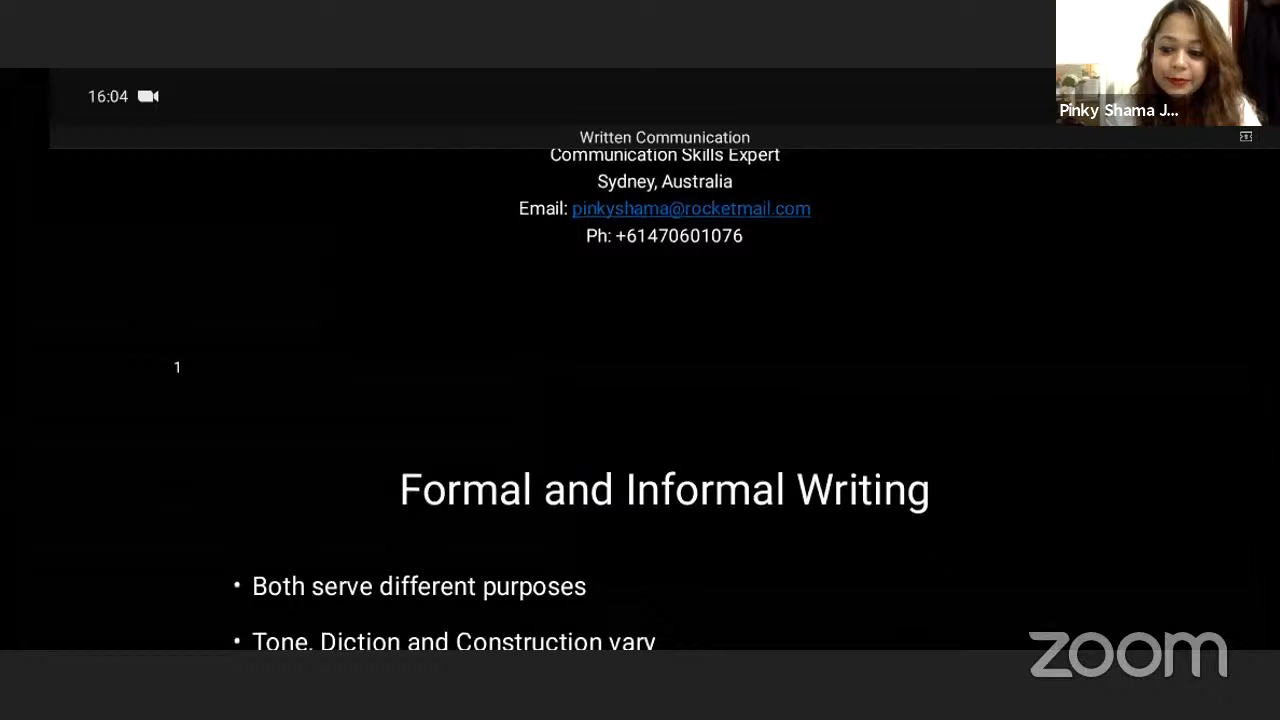 16:04
Pinky Shama J...
Written Communication
Communication Skills Expert
Sydney, Australia
Email: pinkyshama@rocketmail.com
Ph: +61470601076
1
Formal and Informal Writing
• Both serve different purposes
• Tone, Diction and Construction vary
zoom